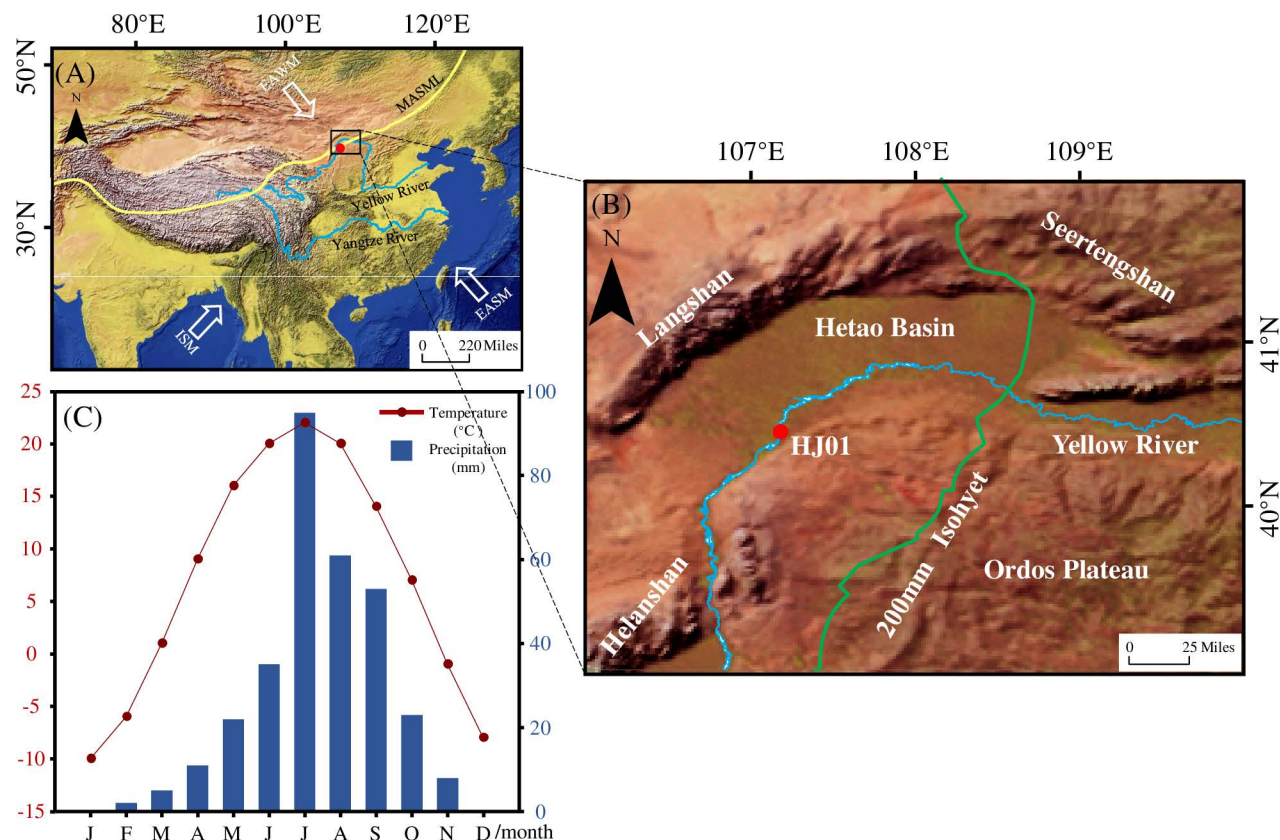 80°E 100°E 120°E
50°N
30°N
(A)
N
EAWM
MASML
Yellow River
Yangtze River
ISM
EASM
0 220 Miles
107°E 108°E 109°E
(B)
N
Langshan
Seertengshan
Hetao Basin
HJ01
Yellow River
200mm Isohyet
Ordos Plateau
Helanshan
0 25 Miles
41°N
40°N
(C)
Temperature
(°C)
Precipitation
(mm)
25
20
15
10
5
0
-5
-10
-15
100
80
60
40
20
0
J F M A M J J A S O N D /month